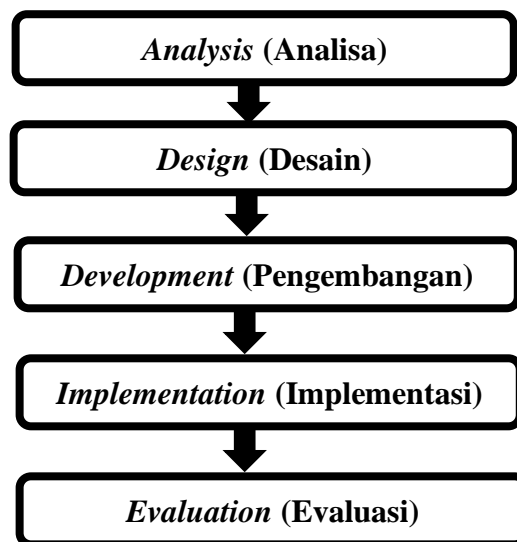 Analysis (Analisa)
Design (Desain)
Development (Pengembangan)
Implementation (Implementasi)
Evaluation (Evaluasi)